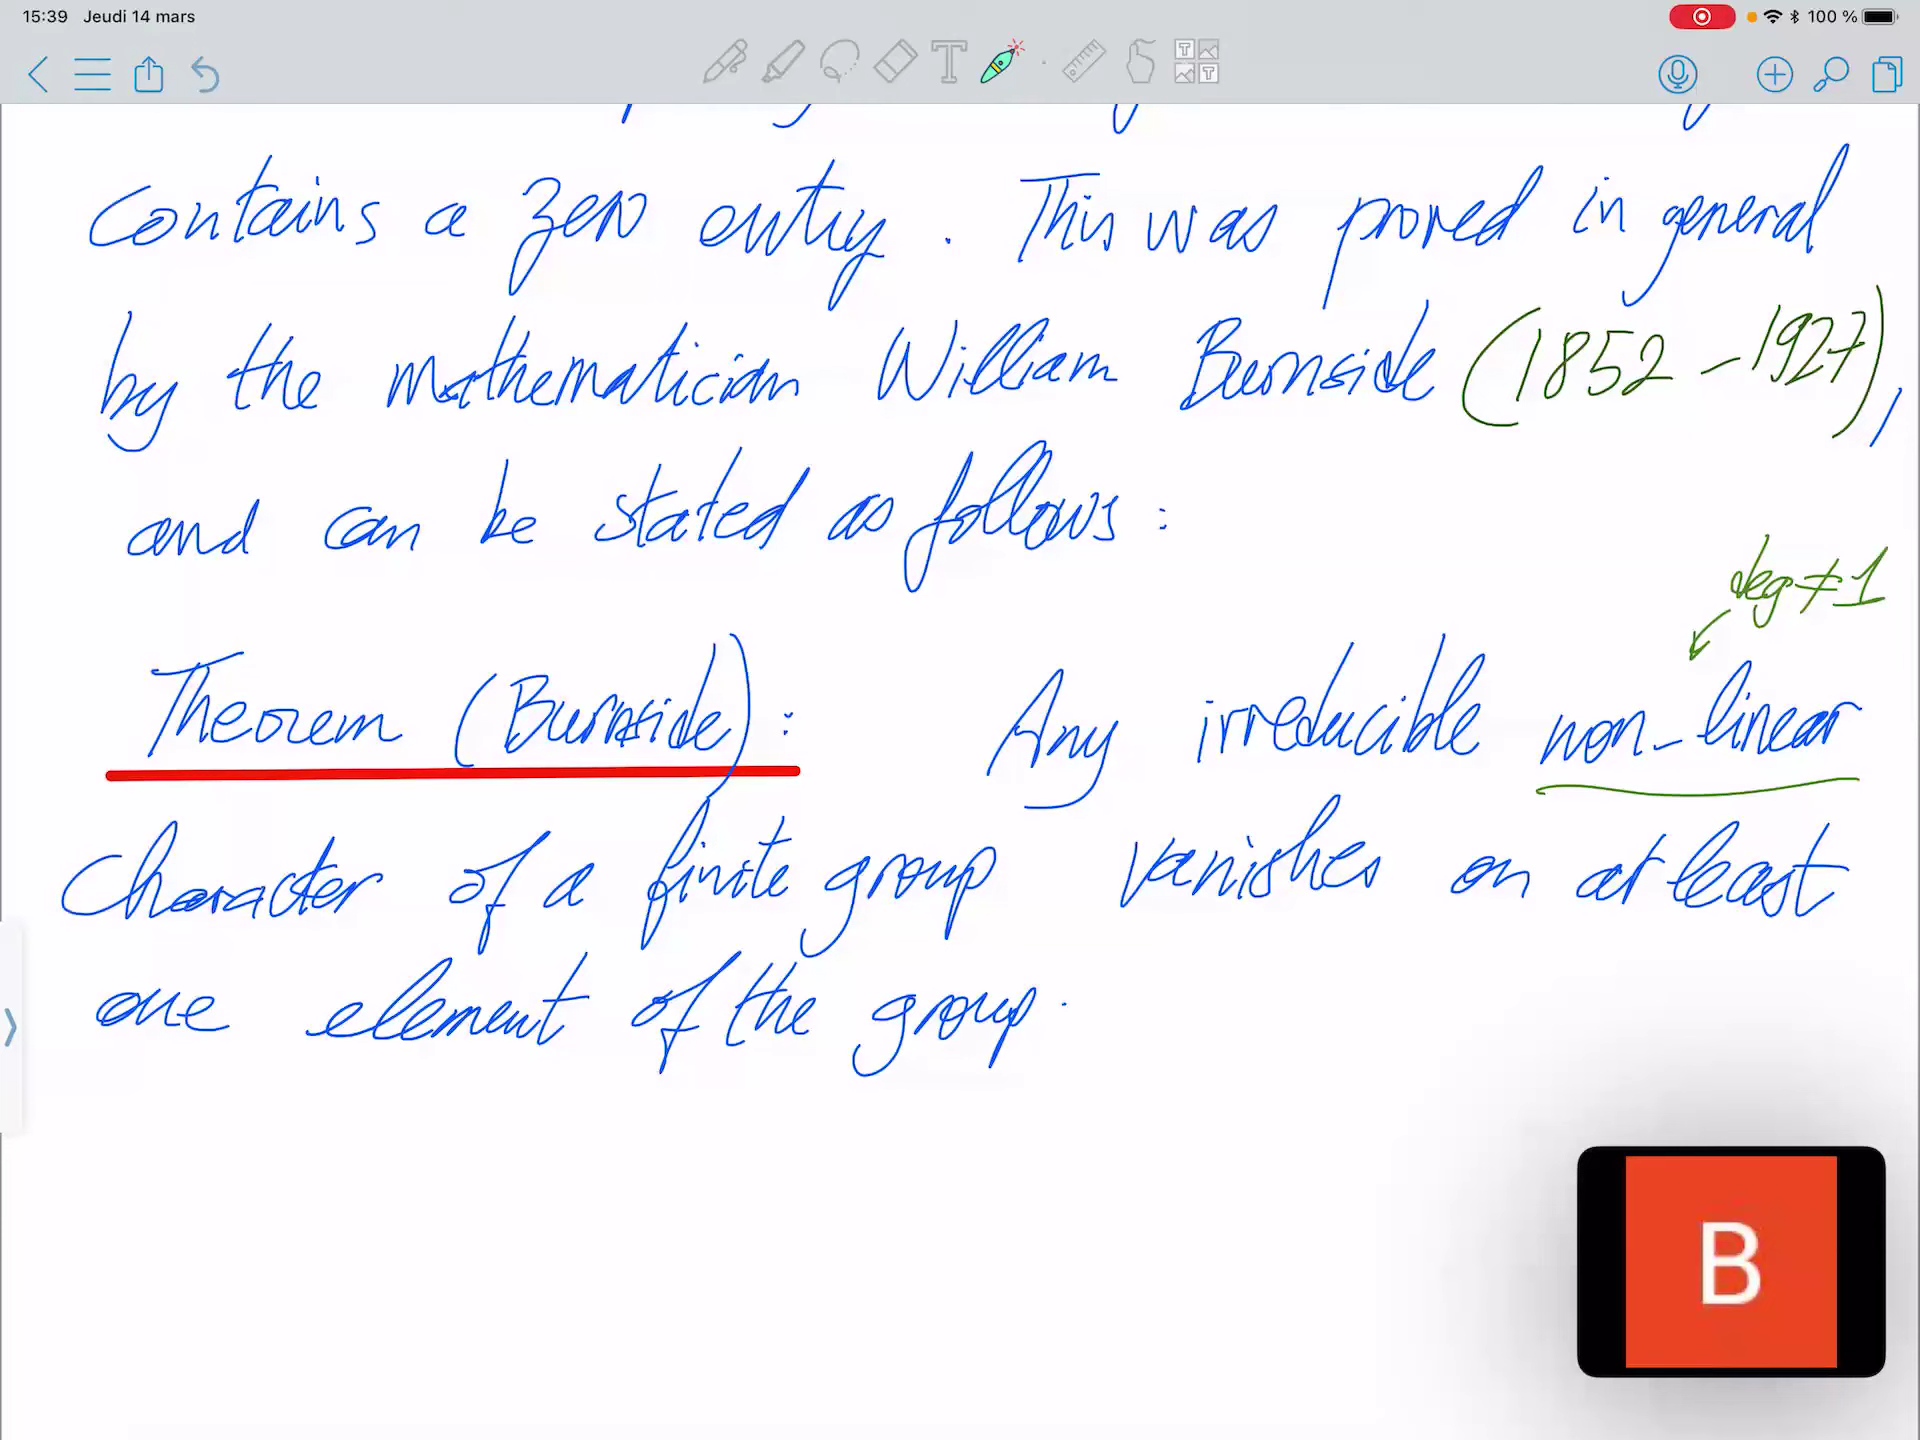 15:39 Jeudi 14 mars 100 %
contains a zero entry. This was proved in general
by the mathematician William Burnside (1852-1927),
and can be stated as follows:
deg≠1
Theorem (Burnside): Any irreducible non-linear
character of a finite group vanishes on at least
one element of the group.
B